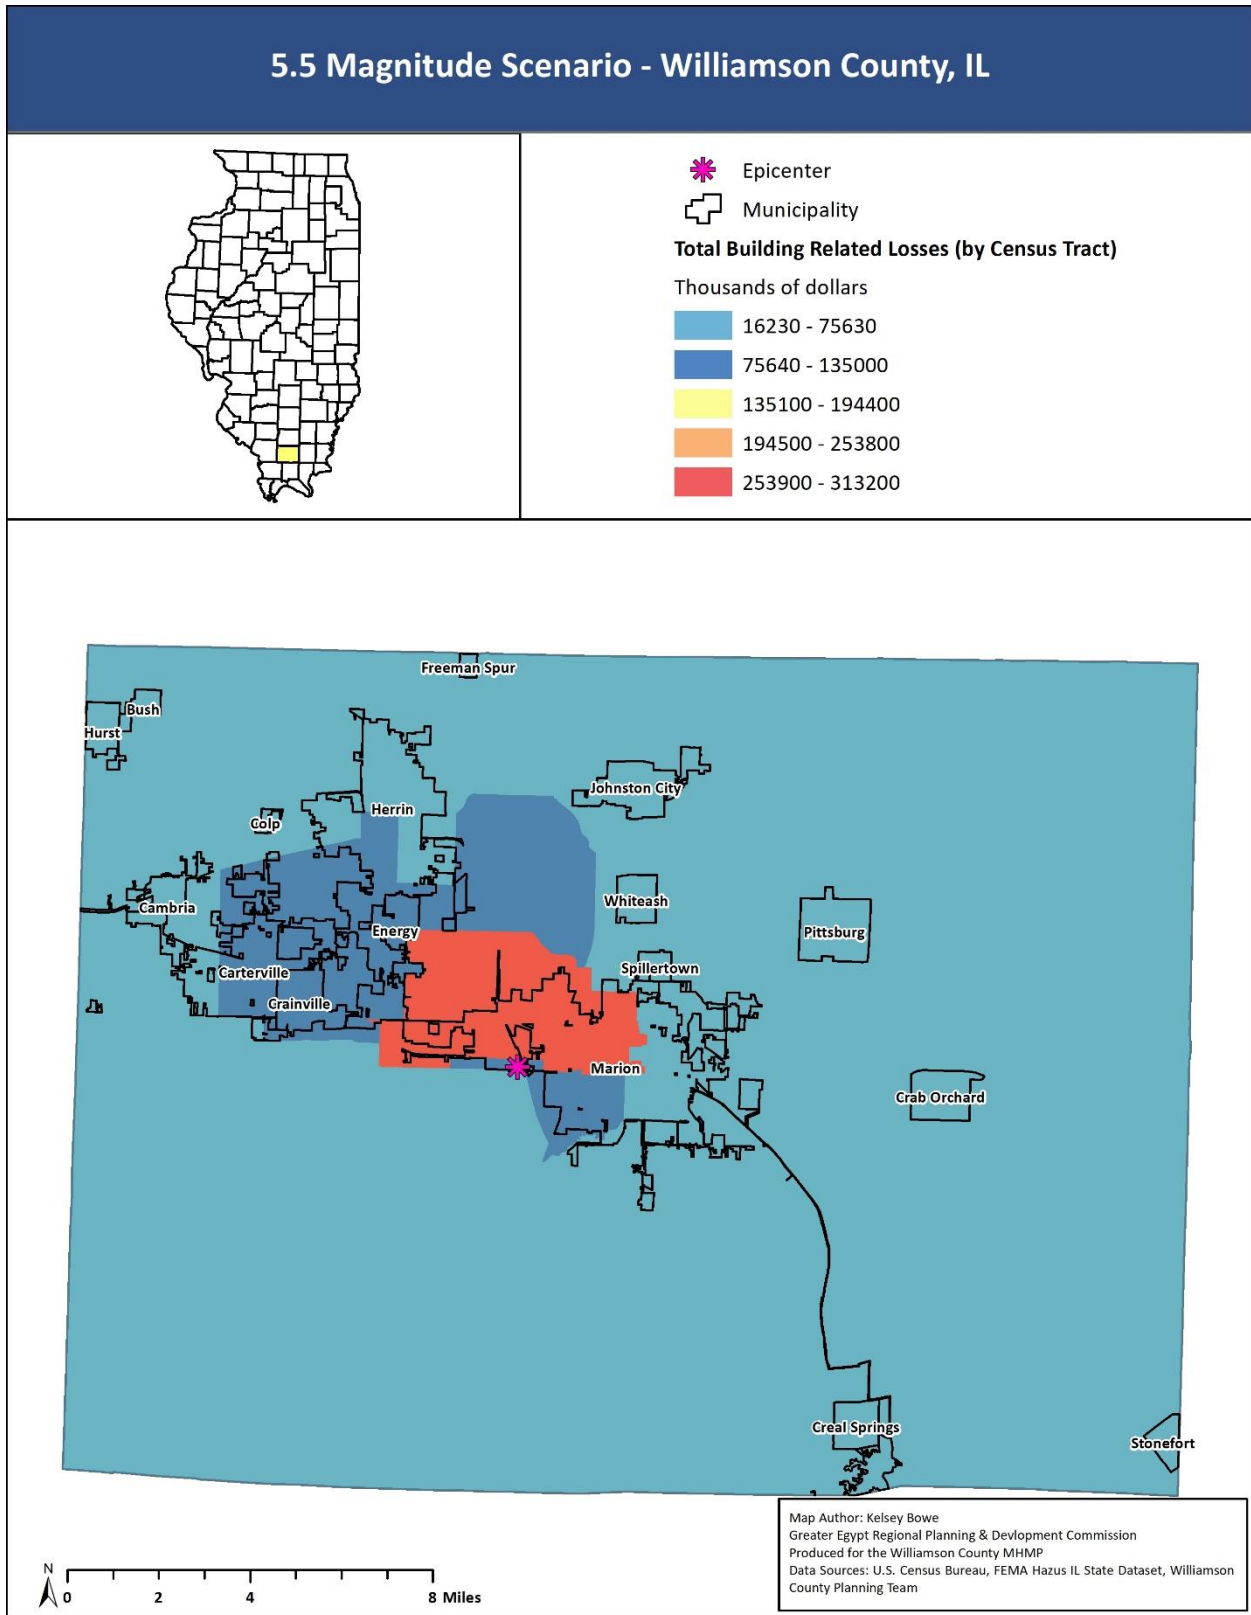 5.5 Magnitude Scenario - Williamson County, IL
Epicenter
Municipality
Total Building Related Losses (by Census Tract)
Thousands of dollars
16230 - 75630
75640 - 135000
135100 - 194400
194500 - 253800
253900 - 313200
Freeman Spur
Bush
Hurst
Johnston City
Herrin
Colp
Whiteash
Cambria
Energy
Pittsburg
Spillertown
Carterville
Crainville
Marion
Crab Orchard
Creal Springs
Stonefort
Map Author: Kelsey Bowe
Greater Egypt Regional Planning & Devlopment Commission
Produced for the Williamson County MHMP
Data Sources: U.S. Census Bureau, FEMA Hazus IL State Dataset, Williamson
County Planning Team
N
0 2 4 8 Miles